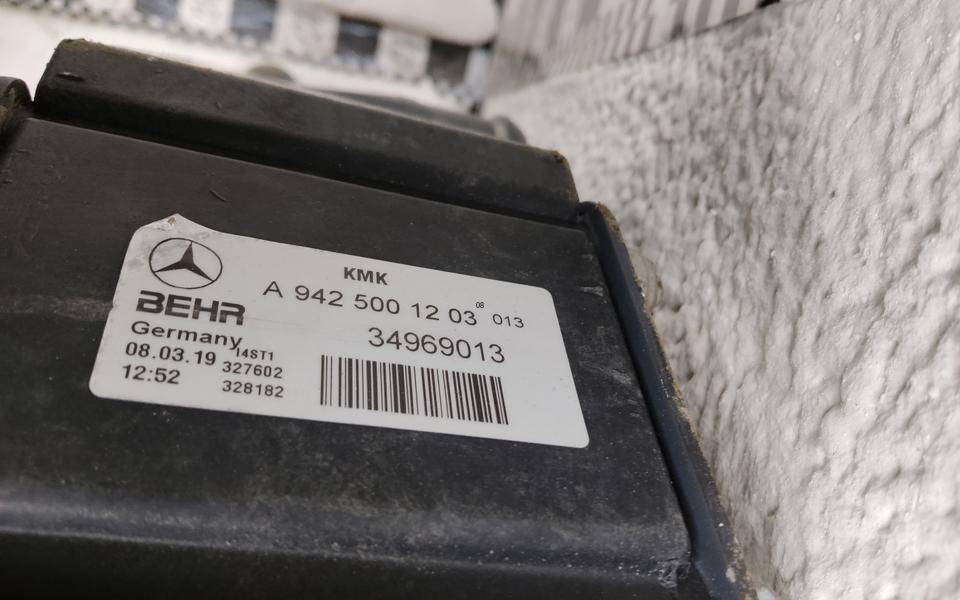 KMK
A 942 500 12 03 08 013
34969013
BEHR
Germany
08.03.19
12:52
14ST1
327602
328182